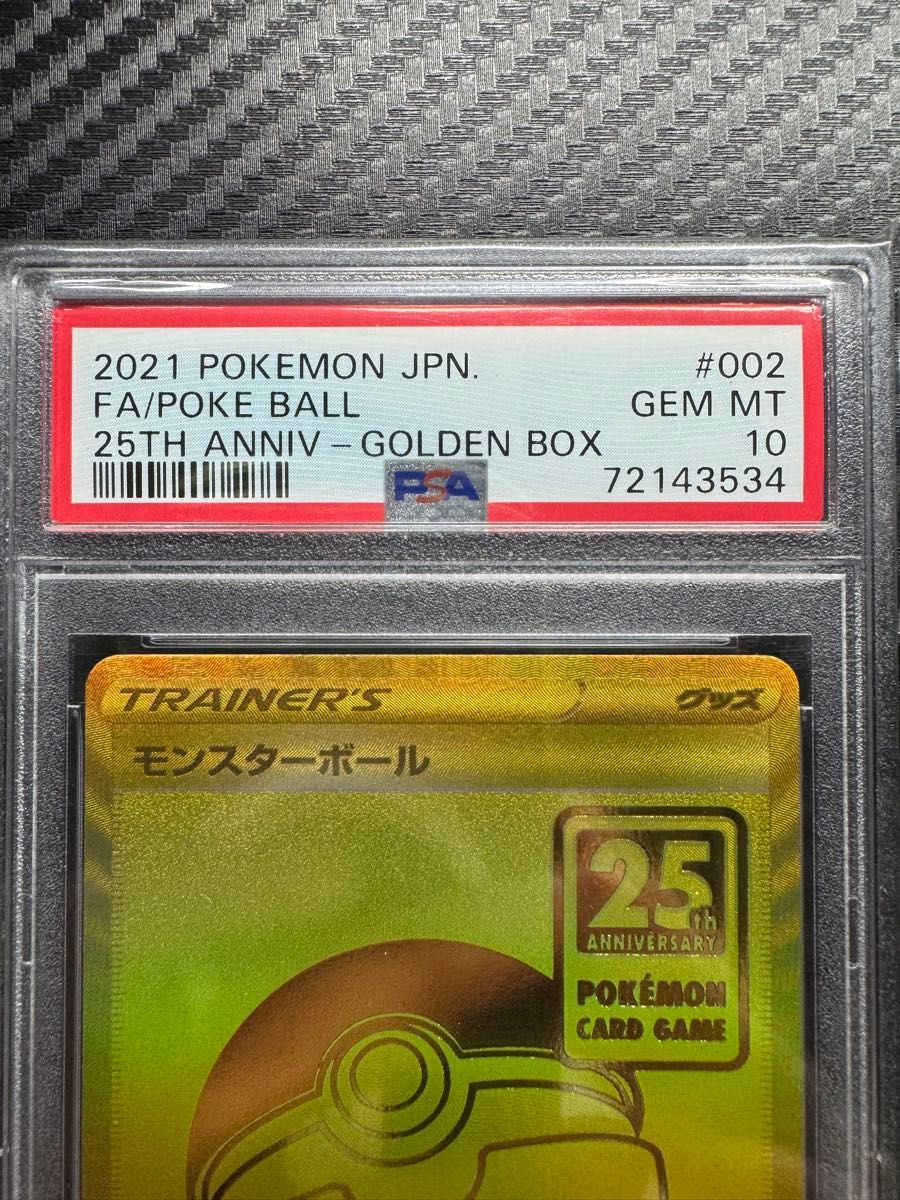 2021 POKEMON JPN. #002
FA/POKE BALL GEM MT
25TH ANNIV - GOLDEN BOX 10
PSA 72143534
TRAINER'S グッズ
モンスターボール
25th
ANNIVERSARY
POKÉMON
CARD GAME